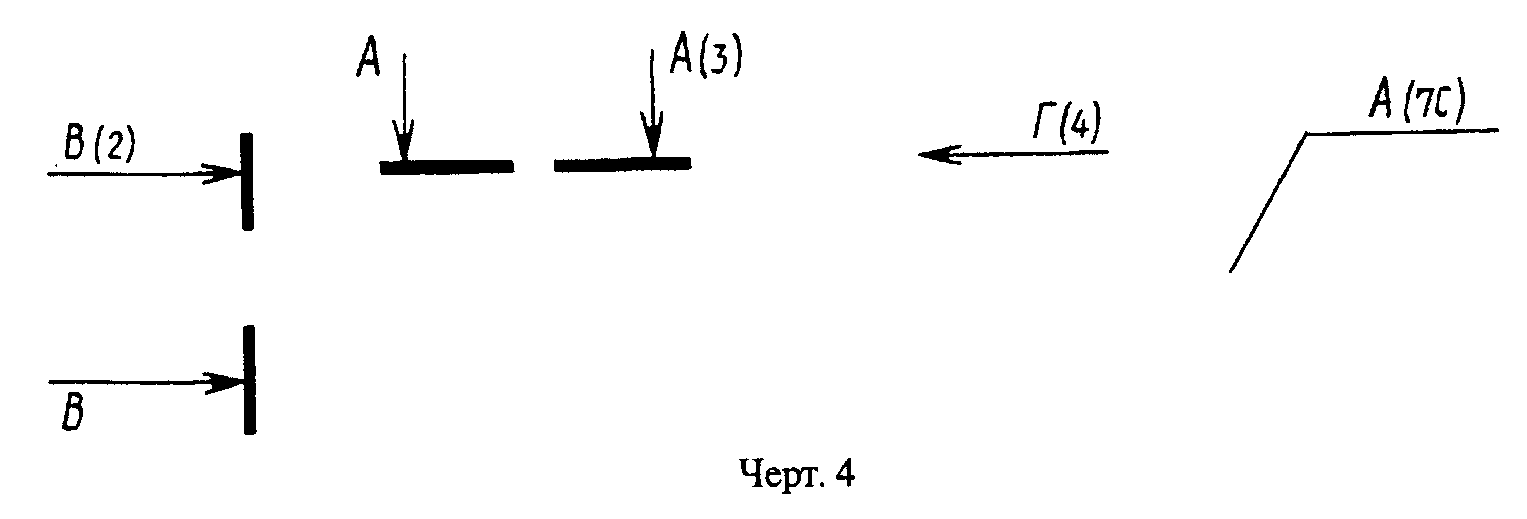 А
А(3)
В(2)
Г(4)
А(7С)
В
Черт. 4